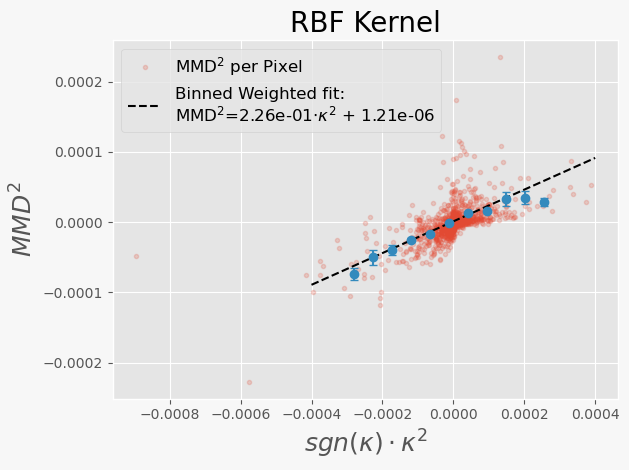 RBF Kernel
MMD² per Pixel
Binned Weighted fit:
MMD²=2.26e-01·κ² + 1.21e-06
0.0002
0.0001
0.0000
−0.0001
−0.0002
MMD²
−0.0008 −0.0006 −0.0004 −0.0002 0.0000 0.0002 0.0004
sgn(κ) · κ²